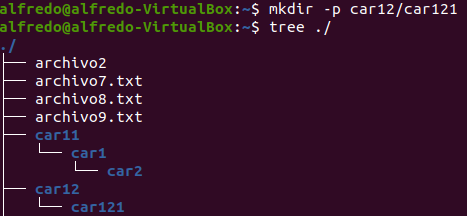 alfredo@alfredo-VirtualBox:~$ mkdir -p car12/car121
alfredo@alfredo-VirtualBox:~$ tree ./
./
├── archivo2
├── archivo7.txt
├── archivo8.txt
├── archivo9.txt
├── car11
│   └── car1
│       └── car2
├── car12
│   └── car121